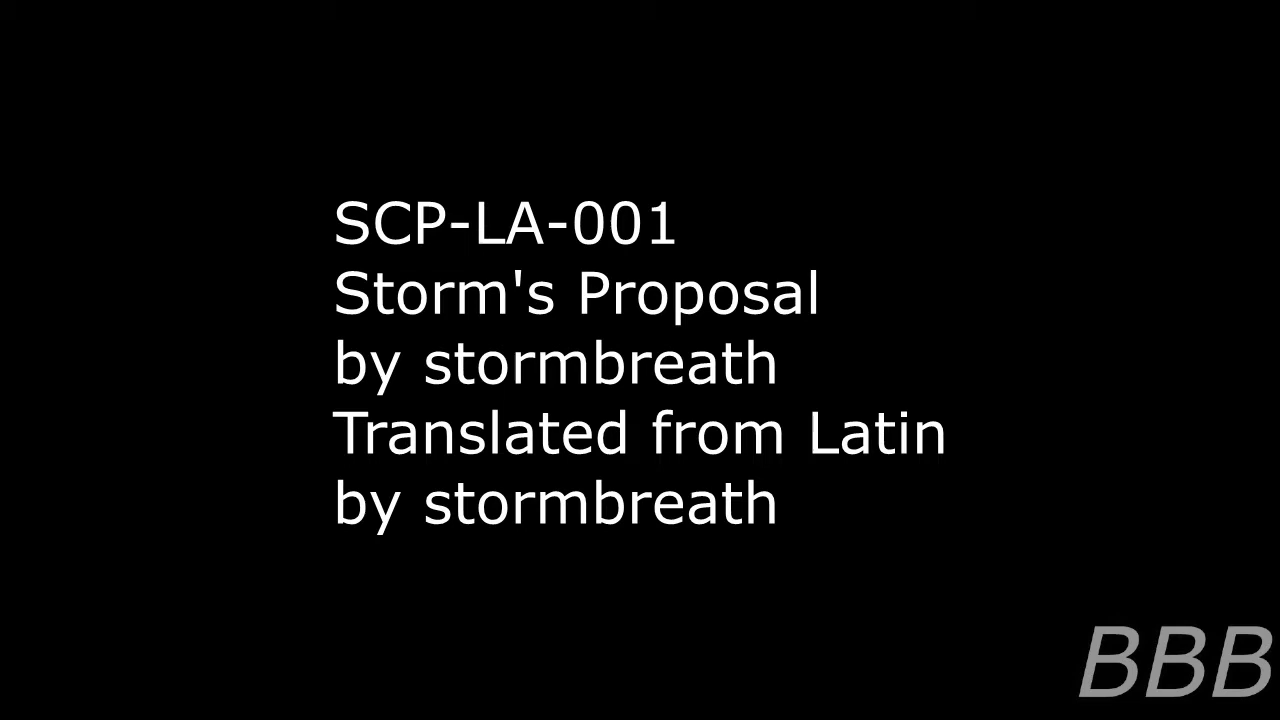 SCP-LA-001
Storm's Proposal
by stormbreath
Translated from Latin
by stormbreath
BBB